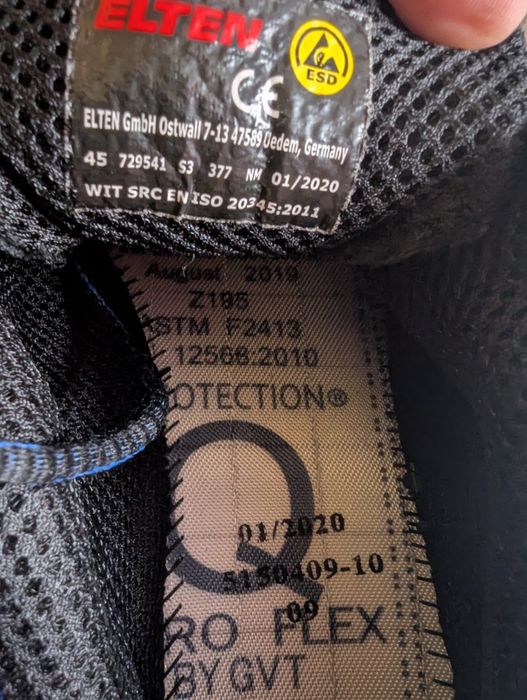 ELTEN
ESD
CE
ELTEN GmbH Ostwall 7-13 47589 Uedem, Germany
45 729541 S3 377 NM 01/2020
WIT SRC EN ISO 20345:2011
August 2019
Z195
STM F2413
12568:2010
OTECTION®
Q
01/2020
5150409-10
09
RO FLEX
BY GVT